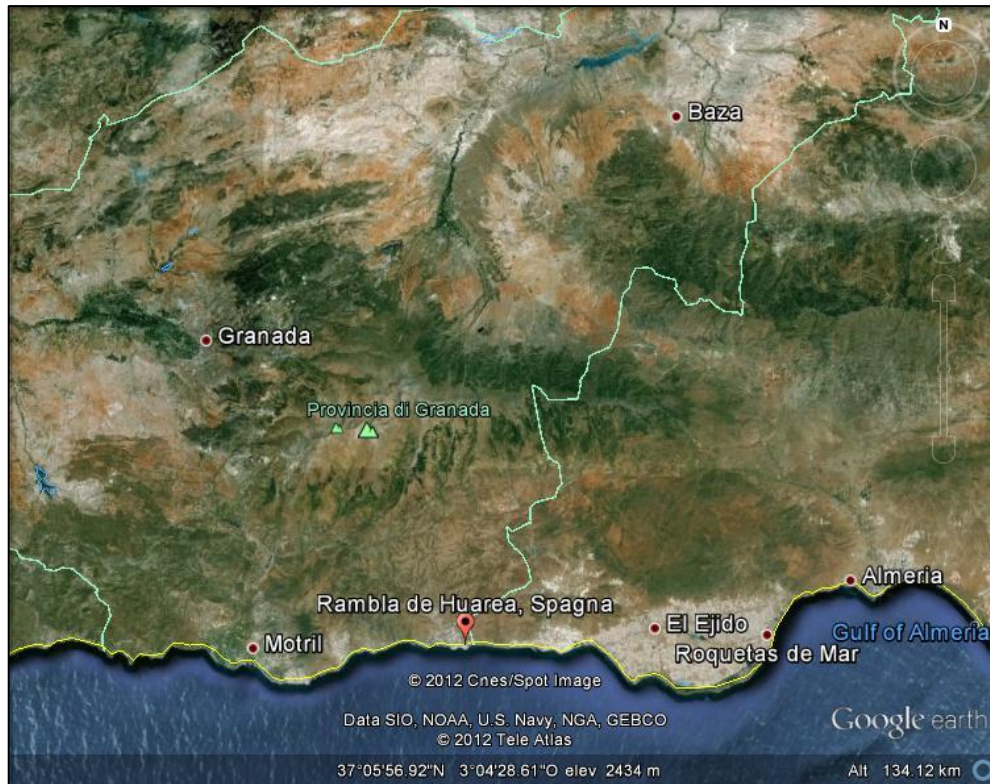 N
Baza
Granada
Provincia di Granada
Almeria
Rambla de Huarea, Spagna
El Ejido
Gulf of Almeria
Motril
Roquetas de Mar
© 2012 Cnes/Spot Image
Data SIO, NOAA, U.S. Navy, NGA, GEBCO
© 2012 Tele Atlas
Google earth
37°05'56.92"N 3°04'28.61"O elev 2434 m
Alt 134.12 km